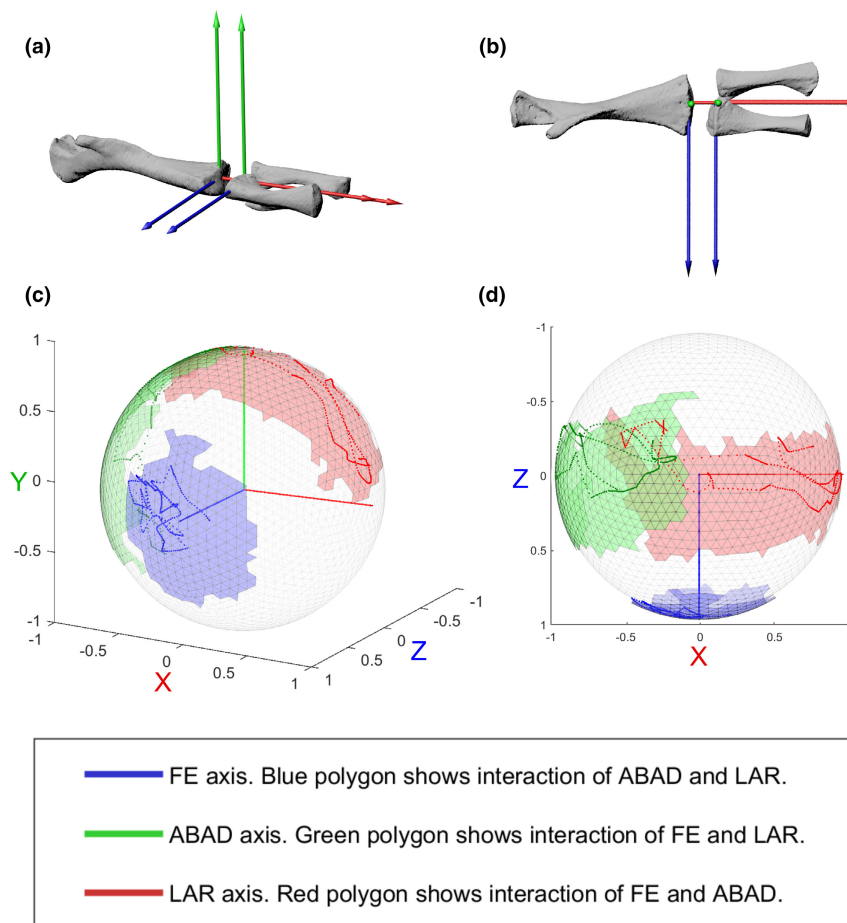 (a)
(b)
(c)
(d)
1
0.5
Y
0
-0.5
-1
-1
-0.5
X
0
0.5
1
1
0.5
Z
0
-0.5
-1
-1
-0.5
Z
0
0.5
1
-1
-0.5
0
X
0.5
FE axis. Blue polygon shows interaction of ABAD and LAR.
ABAD axis. Green polygon shows interaction of FE and LAR.
LAR axis. Red polygon shows interaction of FE and ABAD.